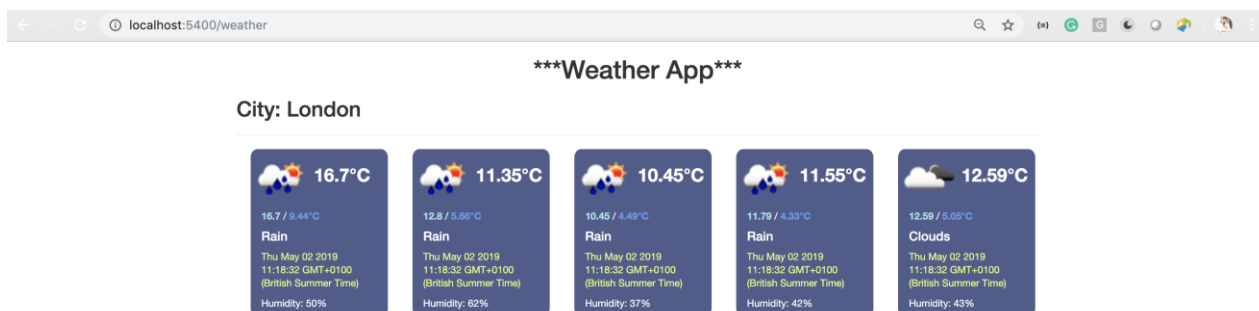 localhost:5400/weather
***Weather App***
City: London
16.7°C
16.7 / 9.44°C
Rain
Thu May 02 2019
11:18:32 GMT+0100
(British Summer Time)
Humidity: 50%
11.35°C
12.8 / 5.66°C
Rain
Thu May 02 2019
11:18:32 GMT+0100
(British Summer Time)
Humidity: 62%
10.45°C
10.45 / 4.49°C
Rain
Thu May 02 2019
11:18:32 GMT+0100
(British Summer Time)
Humidity: 37%
11.55°C
11.79 / 4.33°C
Rain
Thu May 02 2019
11:18:32 GMT+0100
(British Summer Time)
Humidity: 42%
12.59°C
12.59 / 5.05°C
Clouds
Thu May 02 2019
11:18:32 GMT+0100
(British Summer Time)
Humidity: 43%